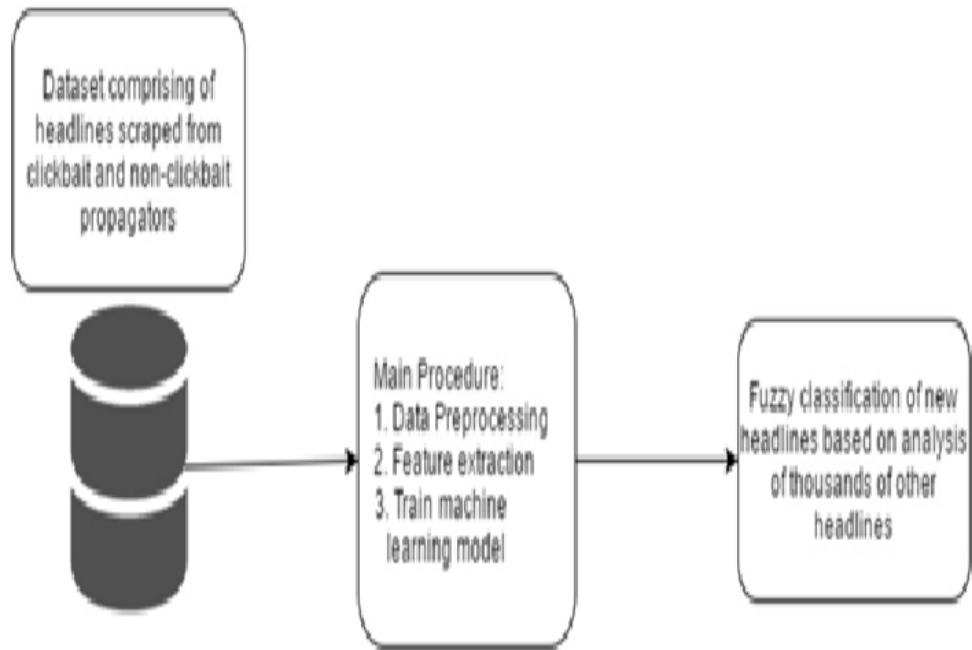 Dataset comprising of
headlines scraped from
clickbait and non-clickbait
propagators
Main Procedure:
1. Data Preprocessing
2. Feature extraction
3. Train machine
learning model
Fuzzy classification of new
headlines based on analysis
of thousands of other
headlines